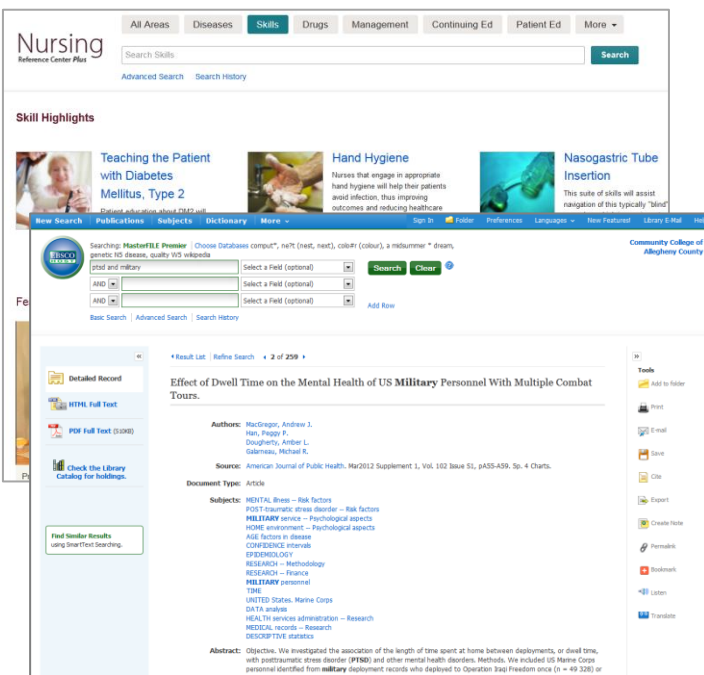 All Areas Diseases Skills Drugs Management Continuing Ed Patient Ed More
Nursing
Reference Center Plus
Search Skills Search
Advanced Search Search History
Skill Highlights
Teaching the Patient
with Diabetes
Mellitus, Type 2
Patient education about DM2 will
Hand Hygiene
Nurses that engage in appropriate
hand hygiene will help their patients
avoid infection, thus improving
outcomes and reducing healthcare
Nasogastric Tube
Insertion
This suite of skills will assist
navigation of this typically "blind"
Fe
New Search Publications Subjects Dictionary More Sign In Folder Preferences Languages New Features! Library E-Mail Hel
EBSCO
HOST
Searching: MasterFILE Premier Choose Databases comput*, ne?t (nest, next), colo#r (colour), a midsummer * dream,
genetic N5 disease, quality W5 wikipedia
Community College of
Allegheny County
ptsd and military Select a Field (optional) Search Clear
AND Select a Field (optional)
AND Select a Field (optional) Add Row
Basic Search Advanced Search Search History
Result List Refine Search 2 of 259
Detailed Record
HTML Full Text
PDF Full Text (510KB)
Check the Library
Catalog for holdings.
Find Similar Results
using SmartText Searching.
Effect of Dwell Time on the Mental Health of US Military Personnel With Multiple Combat
Tours.
Authors: MacGregor, Andrew J.
Han, Peggy P.
Dougherty, Amber L.
Galarneau, Michael R.
Source: American Journal of Public Health. Mar2012 Supplement 1, Vol. 102 Issue S1, pA55-A59. 5p. 4 Charts.
Document Type: Article
Subjects: MENTAL illness -- Risk factors
POST-traumatic stress disorder -- Risk factors
MILITARY service -- Psychological aspects
HOME environment -- Psychological aspects
AGE factors in disease
CONFIDENCE intervals
EPIDEMIOLOGY
RESEARCH -- Methodology
RESEARCH -- Finance
MILITARY personnel
TIME
UNITED States. Marine Corps
DATA analysis
HEALTH services administration -- Research
MEDICAL records -- Research
DESCRIPTIVE statistics
Abstract: Objective. We investigated the association of the length of time spent at home between deployments, or dwell time,
with posttraumatic stress disorder (PTSD) and other mental health disorders. Methods. We included US Marine Corps
personnel identified from military deployment records who deployed to Operation Iraqi Freedom once (n = 49 328) or
Tools
Add to folder
Print
E-mail
Save
Cite
Export
Create Note
Permalink
Bookmark
Listen
Translate